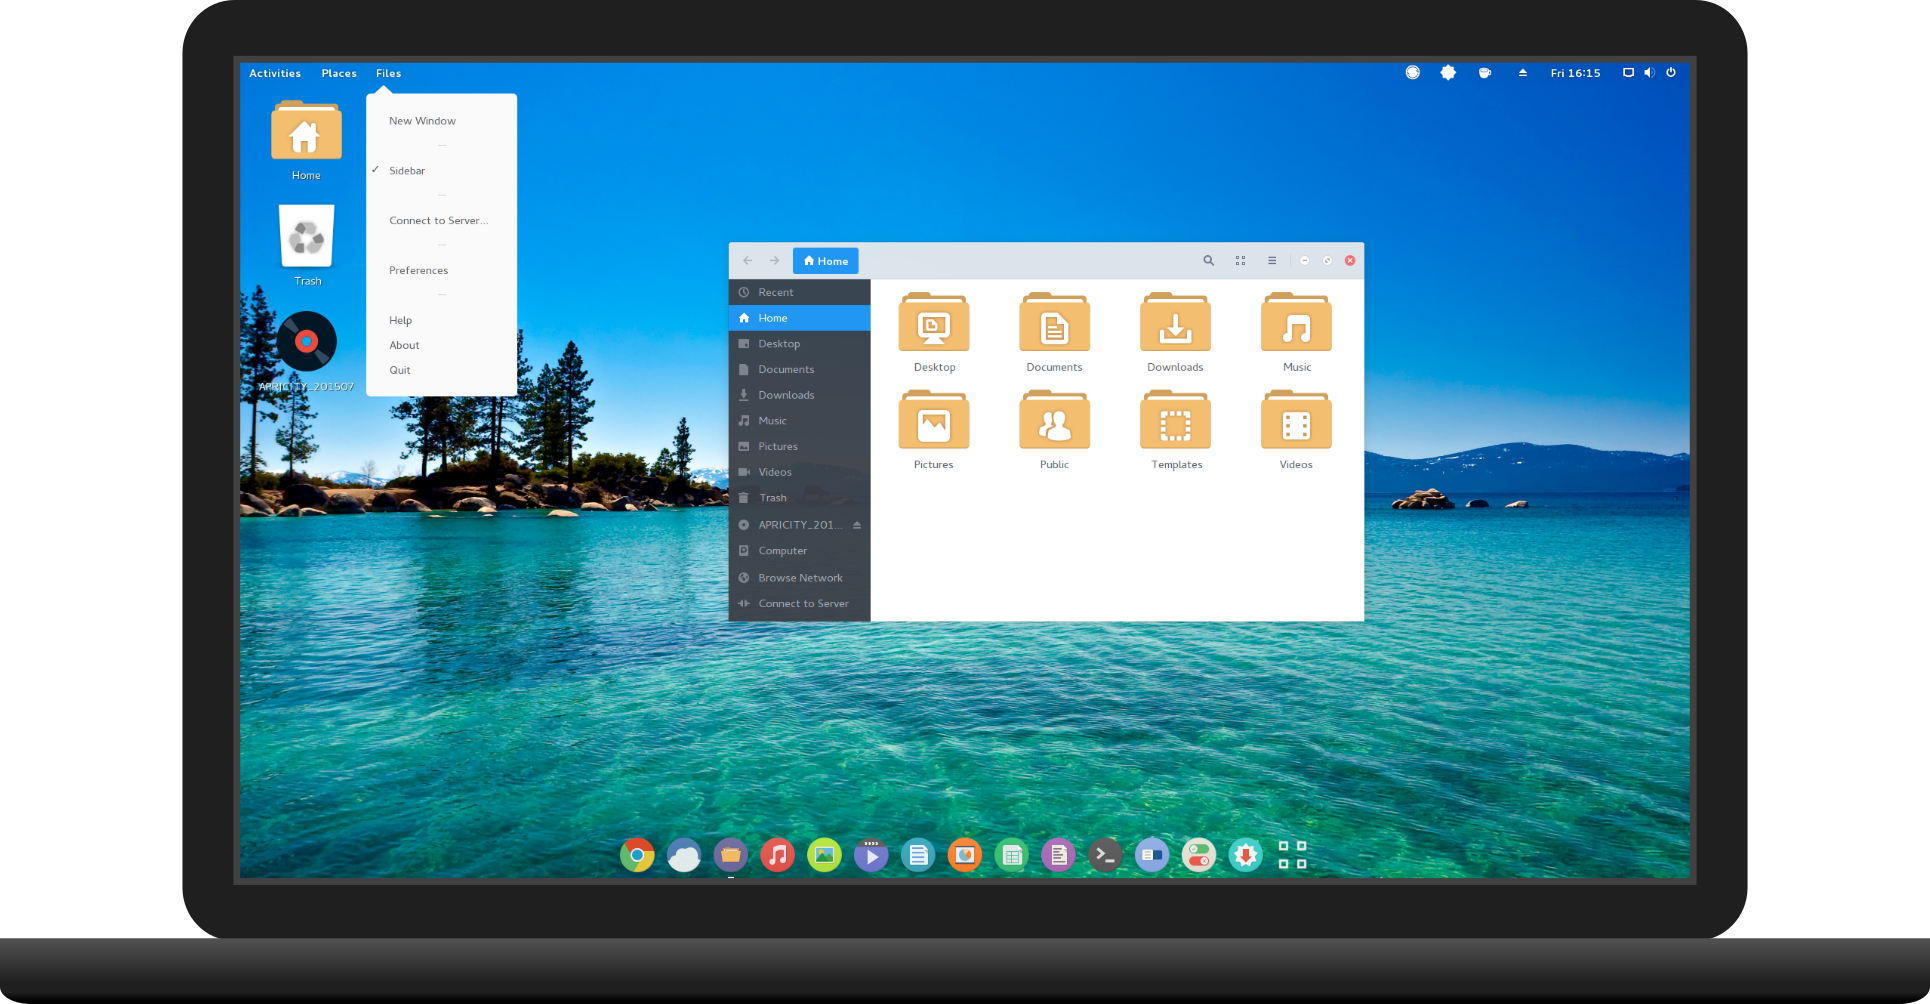 Activities Places Files
Fri 16:15
Home
Trash
APRICITY_201507
New Window
Sidebar
Connect to Server...
Preferences
Help
About
Quit
Home
Recent
Home
Desktop
Documents
Downloads
Music
Pictures
Videos
Trash
APRICITY_201...
Computer
Browse Network
Connect to Server
Desktop Documents Downloads Music
Pictures Public Templates Videos